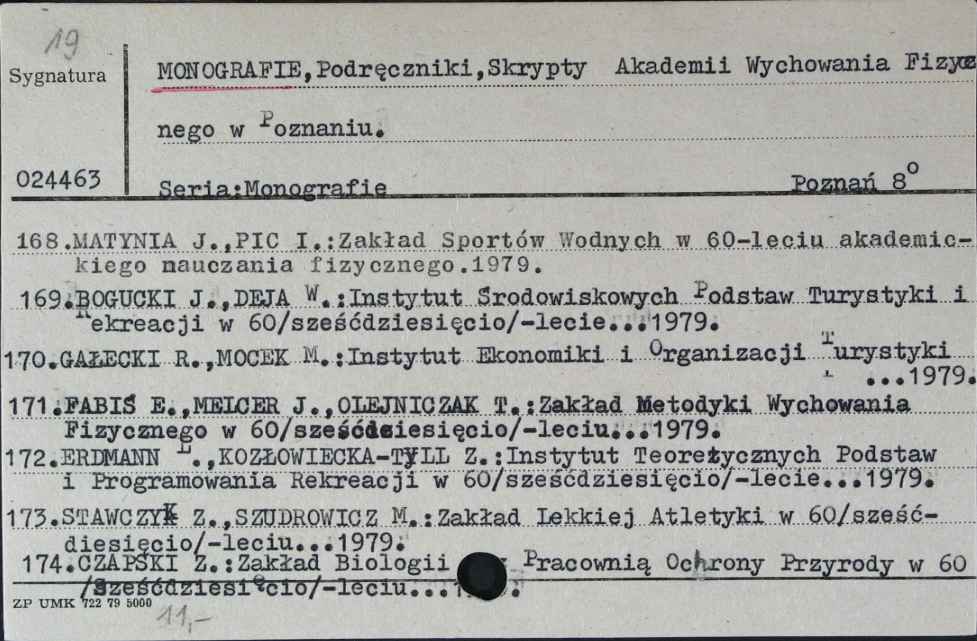 19
Sygnatura
MONOGRAFIE,Podręczniki,Skrypty Akademii Wychowania Fizycz
nego w Poznaniu.
024463
Seria:Monografie Poznań 8o
168.MATYNIA J.,PIC I.:Zakład Sportów Wodnych w 60-leciu akademic-
kiego nauczania fizycznego.1979.
169.BOGUCKI J.,DEJA W.:Instytut Środowiskowych Podstaw Turystyki i
Rekreacji w 60/sześćdziesięcio/-lecie...1979.
170.GAŁECKI R.,MOCEK M.:Instytut Ekonomiki i Organizacji Turystyki
...1979.
171.FABIŚ E.,MELCER J.,OLEJNICZAK T.:Zakład Metodyki Wychowania
Fizycznego w 60/sześćdziesięcio/-leciu...1979.
172.ERDMANN L.,KOZŁOWIECKA-TYLL Z.:Instytut Teoretycznych Podstaw
i Programowania Rekreacji w 60/sześćdziesięcio/-lecie...1979.
173.STAWCZYK Z.,SZUDROWICZ M.:Zakład Lekkiej Atletyki w 60/sześć-
diesięcio/-leciu...1979.
174.CZAPSKI Z.:Zakład Biologii Pracownią Ochrony Przyrody w 60
/Sześćdziesięcio/-leciu...
ZP UMK 722 79 5000
11,-